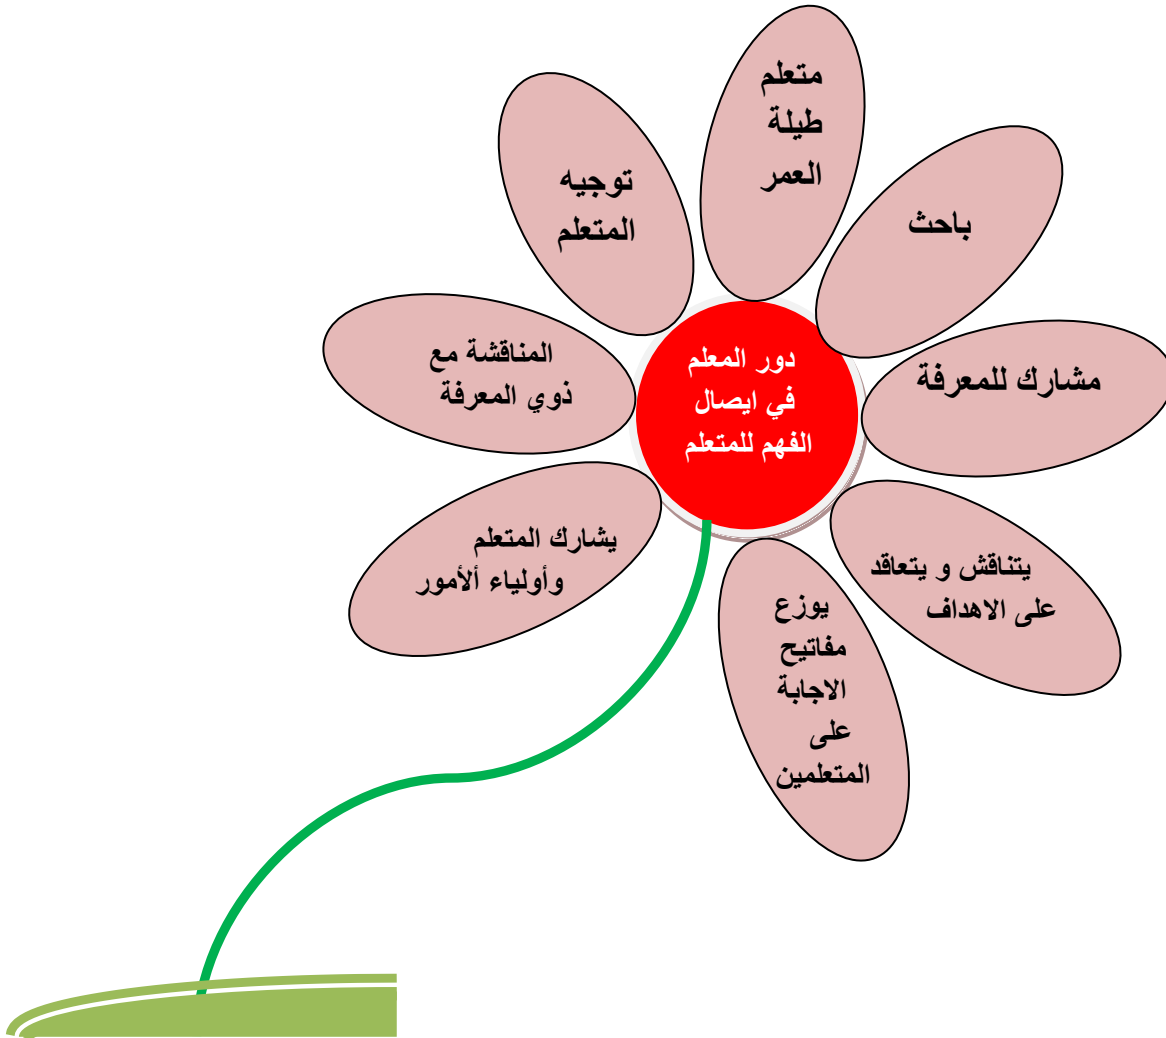 دور المعلم
في ايصال
الفهم للمتعلم
متعلم
طيلة
العمر
باحث
مشارك للمعرفة
يتناقش و يتعاقد
على الاهداف
يوزع
مفاتيح
الاجابة
على
المتعلمين
يشارك المتعلم
وأولياء ألأمور
المناقشة مع
ذوي المعرفة
توجيه
المتعلم